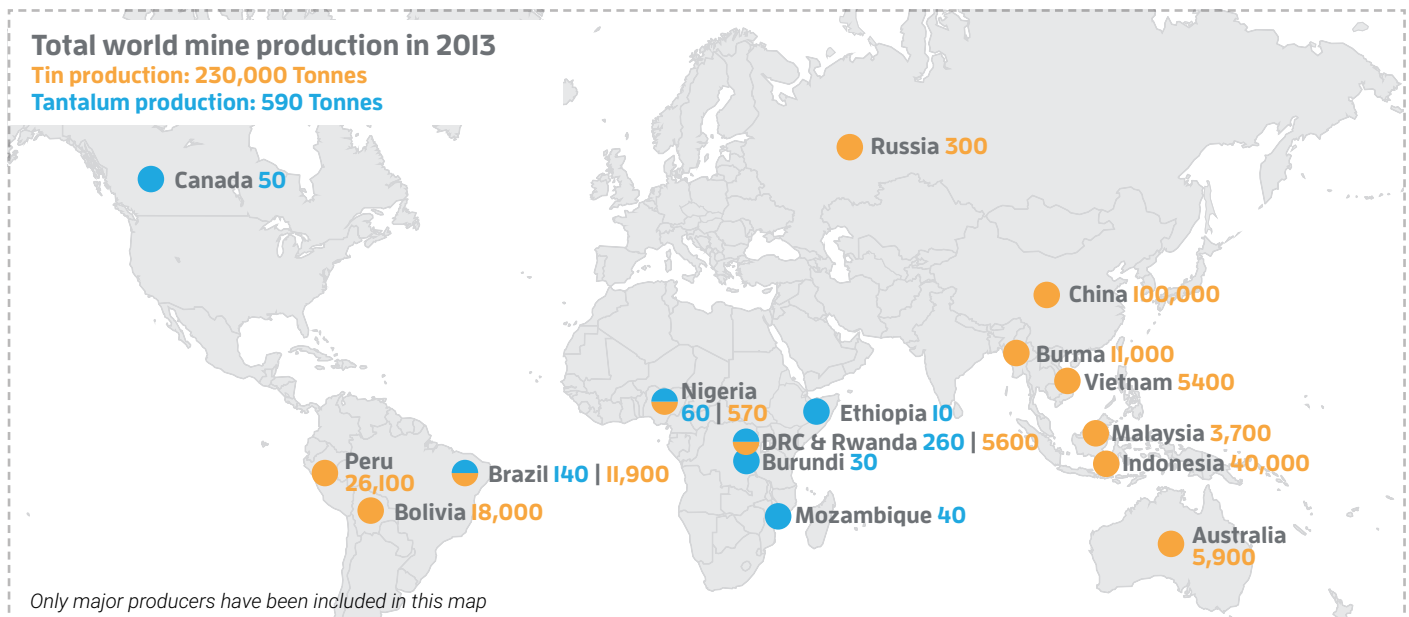 Total world mine production in 2013
Tin production: 230,000 Tonnes
Tantalum production: 590 Tonnes
Russia 300
Canada 50
China 100,000
Burma 11,000
Vietnam 5400
Nigeria
60 | 570
Ethiopia 10
Malaysia 3,700
DRC & Rwanda 260 | 5600
Burundi 30
Indonesia 40,000
Peru
26,100
Brazil 140 | 11,900
Bolivia 18,000
Mozambique 40
Australia
5,900
Only major producers have been included in this map